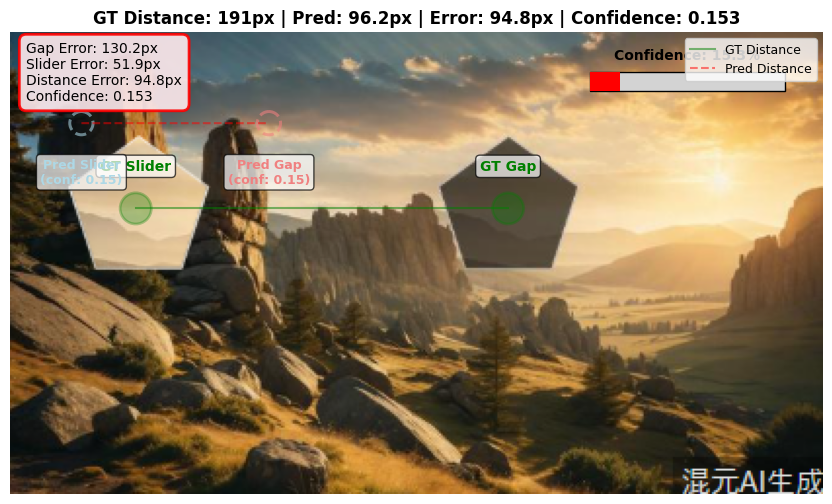 GT Distance: 191px | Pred: 96.2px | Error: 94.8px | Confidence: 0.153
Gap Error: 130.2px
Slider Error: 51.9px
Distance Error: 94.8px
Confidence: 0.153
Confidence: 15.3%
GT Distance
Pred Distance
Pred Slider
(conf: 0.15)
GT Slider
Pred Gap
(conf: 0.15)
GT Gap
混元AI生成